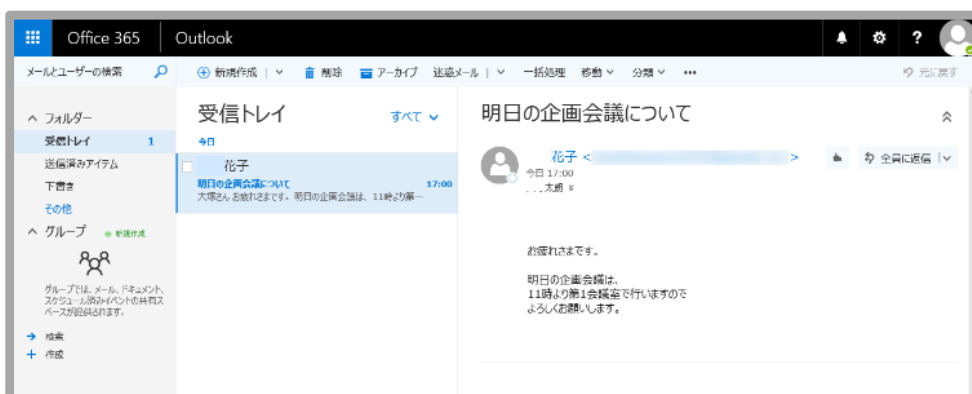 Office 365 Outlook
メールとユーザーの検索
新規作成 削除 アーカイブ 迷惑メール 一括処理 移動 分類 ••• 元に戻す
フォルダー
受信トレイ 1
送信済みアイテム
下書き
その他
グループ 新規作成
グループでは、メール、ドキュメント、
スケジュール済みイベントの共有ス
ペースが提供されます。
検索
作成
受信トレイ すべて
今日
花子
明日の企画会議について 17:00
大塚さん お疲れさまです。明日の企画会議は、11時より第…
明日の企画会議について
花子 < >
今日 17:00
...太朗
全員に返信
お疲れさまです。
明日の企画会議は、
11時より第1会議室で行いますので
よろしくお願いします。